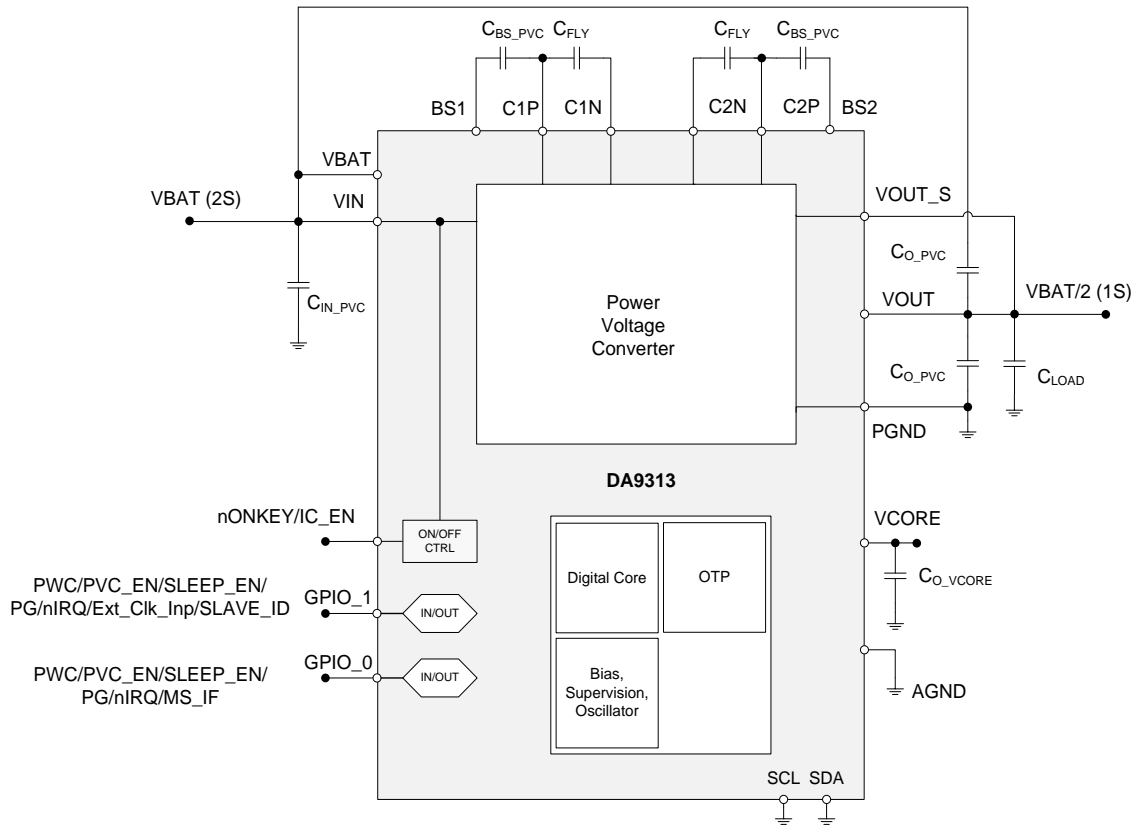 CBS_PVC CFLY CFLY CBS_PVC
BS1 C1P C1N C2N C2P BS2
VBAT
VBAT (2S) VIN VOUT_S
CO_PVC
CIN_PVC
Power
Voltage
Converter
VOUT VBAT/2 (1S)
CO_PVC CLOAD
PGND
DA9313
nONKEY/IC_EN
ON/OFF
CTRL
VCORE
Digital Core OTP
CO_VCORE
PWC/PVC_EN/SLEEP_EN/
PG/nIRQ/Ext_Clk_Inp/SLAVE_ID
GPIO_1 IN/OUT
PWC/PVC_EN/SLEEP_EN/
PG/nIRQ/MS_IF
GPIO_0 IN/OUT
Bias,
Supervision,
Oscillator
AGND
SCL SDA